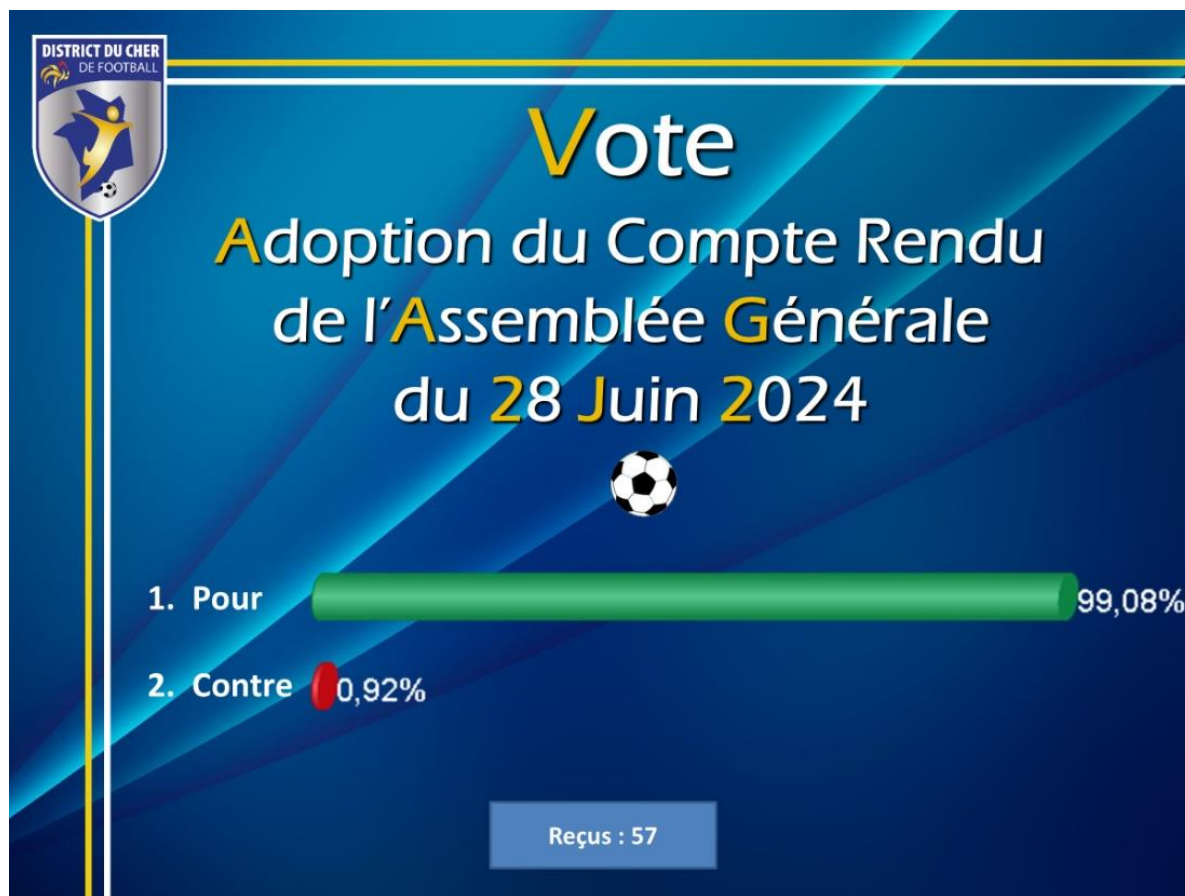 DISTRICT DU CHER
DE FOOTBALL
Vote
Adoption du Compte Rendu
de l'Assemblée Générale
du 28 Juin 2024
1. Pour 99,08%
2. Contre 0,92%
Reçus : 57